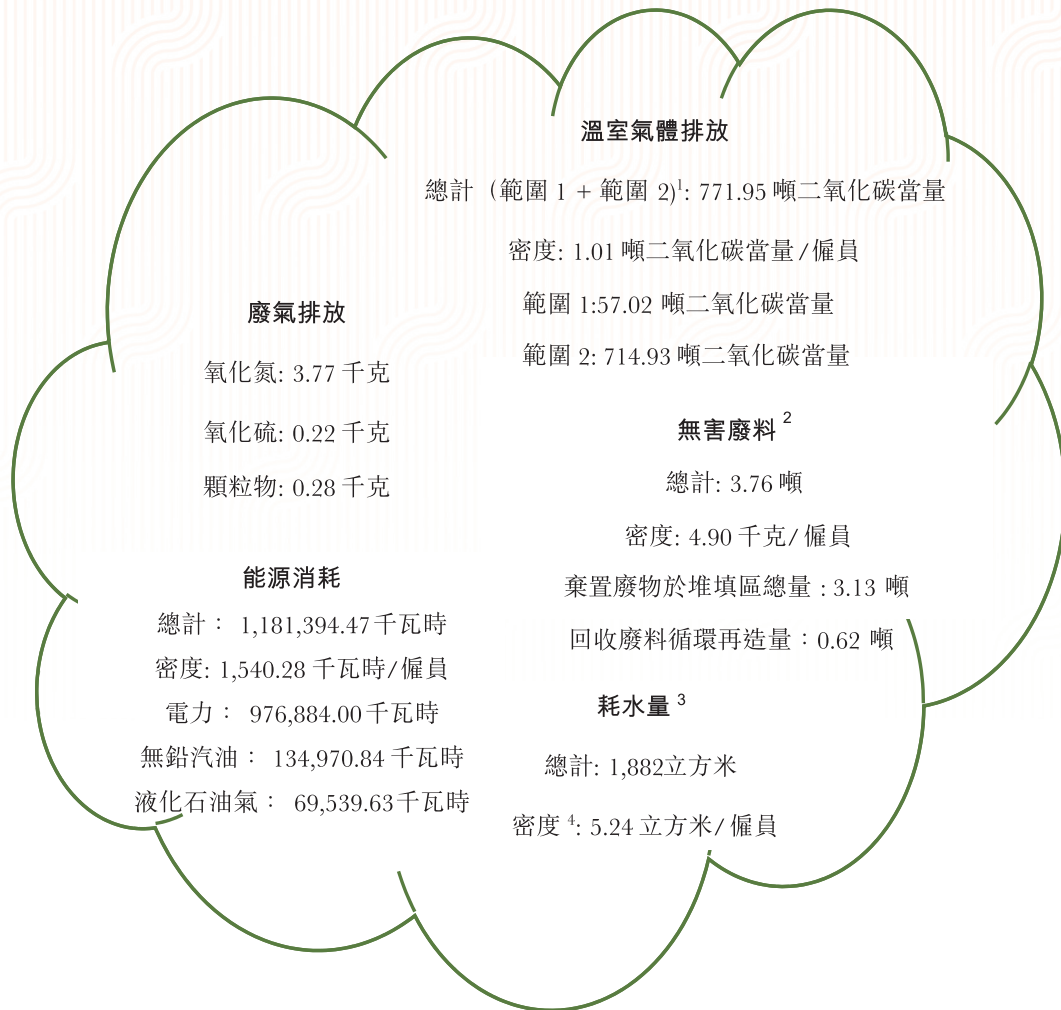 溫室氣體排放
總計（範圍 1 + 範圍 2)¹: 771.95 噸二氧化碳當量
密度: 1.01 噸二氧化碳當量/僱員
範圍 1:57.02 噸二氧化碳當量
範圍 2: 714.93 噸二氧化碳當量
廢氣排放
氧化氮: 3.77 千克
氧化硫: 0.22 千克
顆粒物: 0.28 千克
無害廢料 ²
總計: 3.76 噸
密度: 4.90 千克/僱員
棄置廢物於堆填區總量 : 3.13 噸
回收廢料循環再造量：0.62 噸
能源消耗
總計： 1,181,394.47千瓦時
密度: 1,540.28 千瓦時/僱員
電力： 976,884.00千瓦時
無鉛汽油： 134,970.84 千瓦時
液化石油氣： 69,539.63千瓦時
耗水量 ³
總計: 1,882立方米
密度 ⁴: 5.24 立方米/僱員